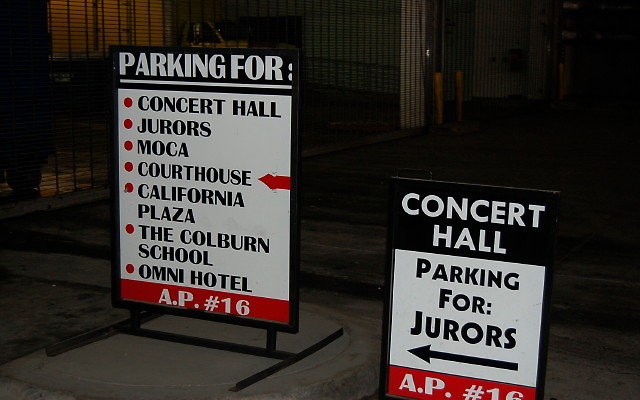 PARKING FOR:
CONCERT HALL
JURORS
MOCA
COURTHOUSE
CALIFORNIA
PLAZA
THE COLBURN
SCHOOL
OMNI HOTEL
A.P. #16
CONCERT
HALL
PARKING
FOR:
JURORS
A.P. #16